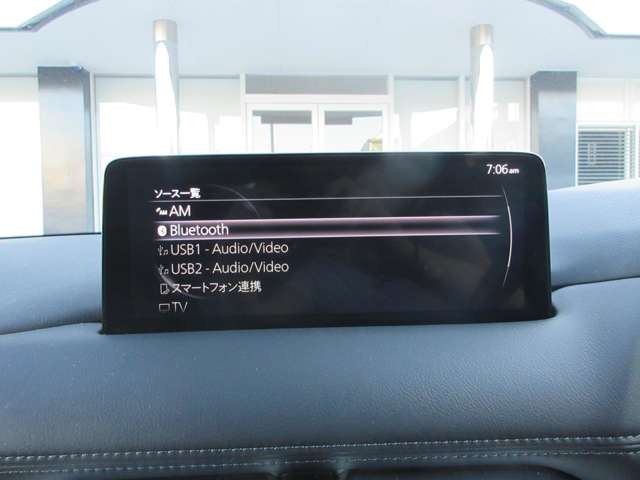 7:06am
ソース一覧
AM
Bluetooth
USB1 - Audio/Video
USB2 - Audio/Video
スマートフォン連携
TV